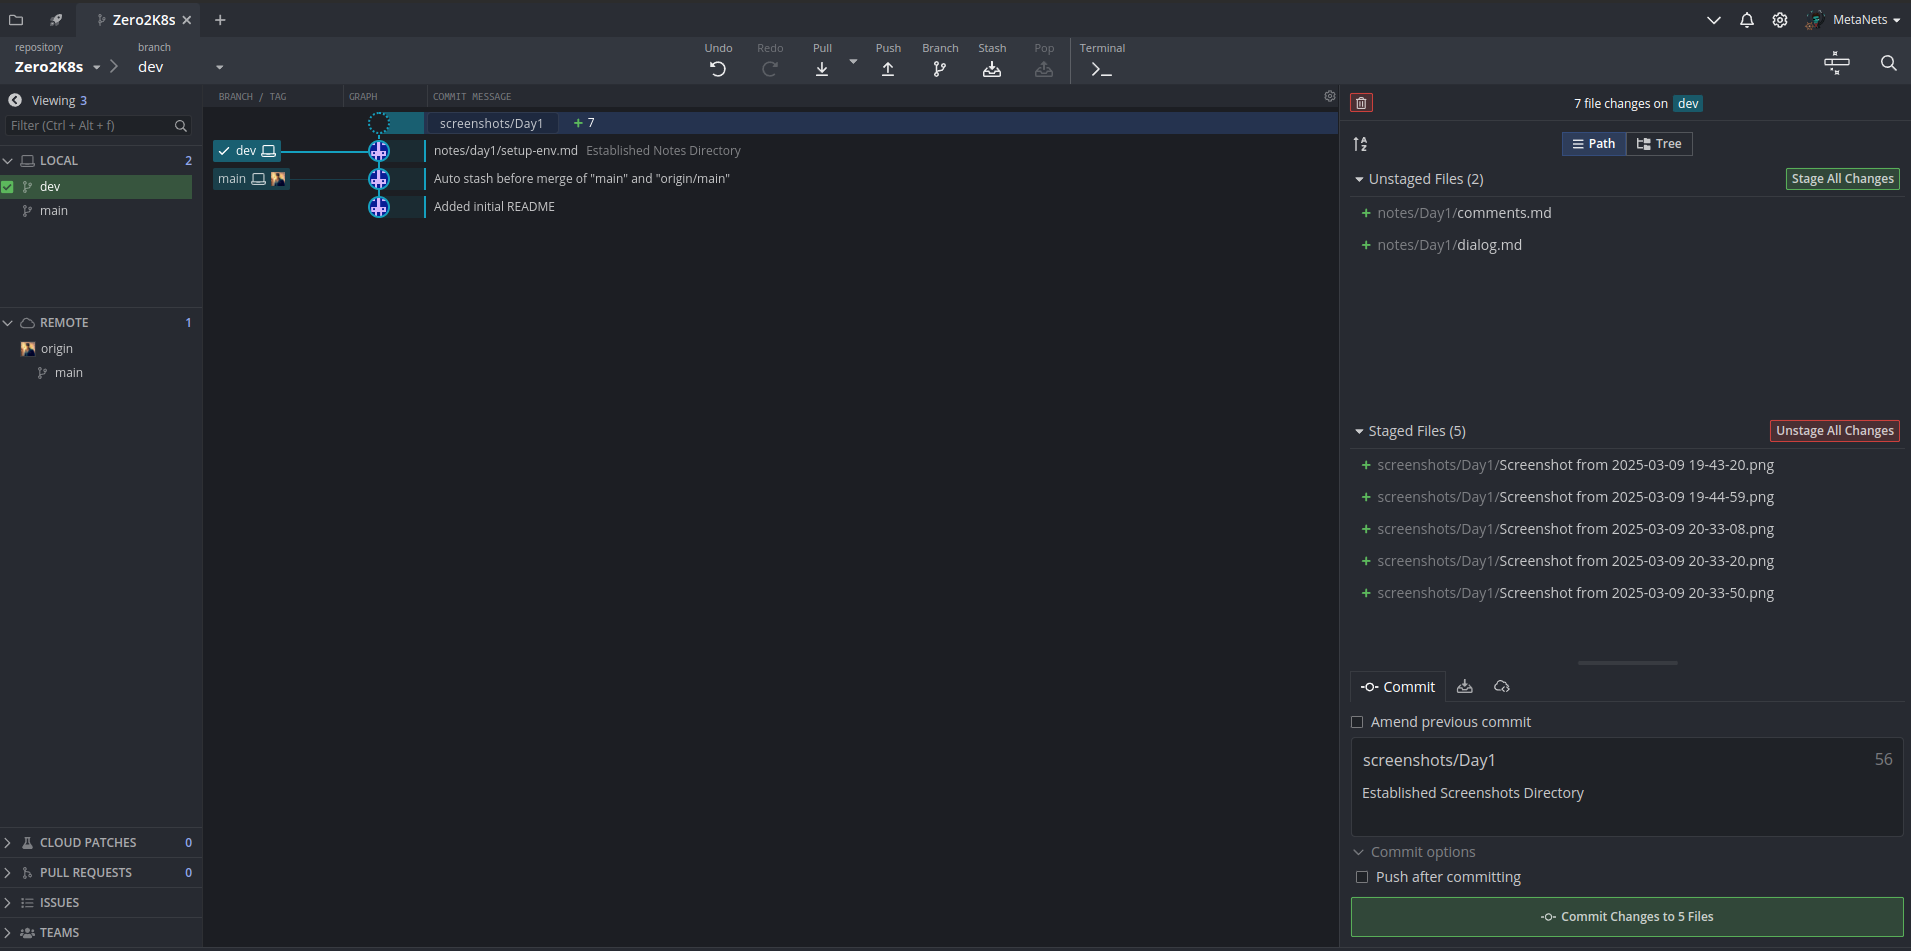 Zero2K8s
MetaNets
repository
Zero2K8s
branch
dev
Undo
Redo
Pull
Push
Branch
Stash
Pop
Terminal
Viewing 3
Filter (Ctrl + Alt + f)
LOCAL 2
dev
main
REMOTE 1
origin
main
CLOUD PATCHES 0
PULL REQUESTS 0
ISSUES
TEAMS
BRANCH / TAG GRAPH COMMIT MESSAGE
screenshots/Day1 + 7
dev notes/day1/setup-env.md Established Notes Directory
main Auto stash before merge of "main" and "origin/main"
Added initial README
7 file changes on dev
Path Tree
Unstaged Files (2) Stage All Changes
+ notes/Day1/comments.md
+ notes/Day1/dialog.md
Staged Files (5) Unstage All Changes
+ screenshots/Day1/Screenshot from 2025-03-09 19-43-20.png
+ screenshots/Day1/Screenshot from 2025-03-09 19-44-59.png
+ screenshots/Day1/Screenshot from 2025-03-09 20-33-08.png
+ screenshots/Day1/Screenshot from 2025-03-09 20-33-20.png
+ screenshots/Day1/Screenshot from 2025-03-09 20-33-50.png
Commit
Amend previous commit
screenshots/Day1 56
Established Screenshots Directory
Commit options
Push after committing
Commit Changes to 5 Files